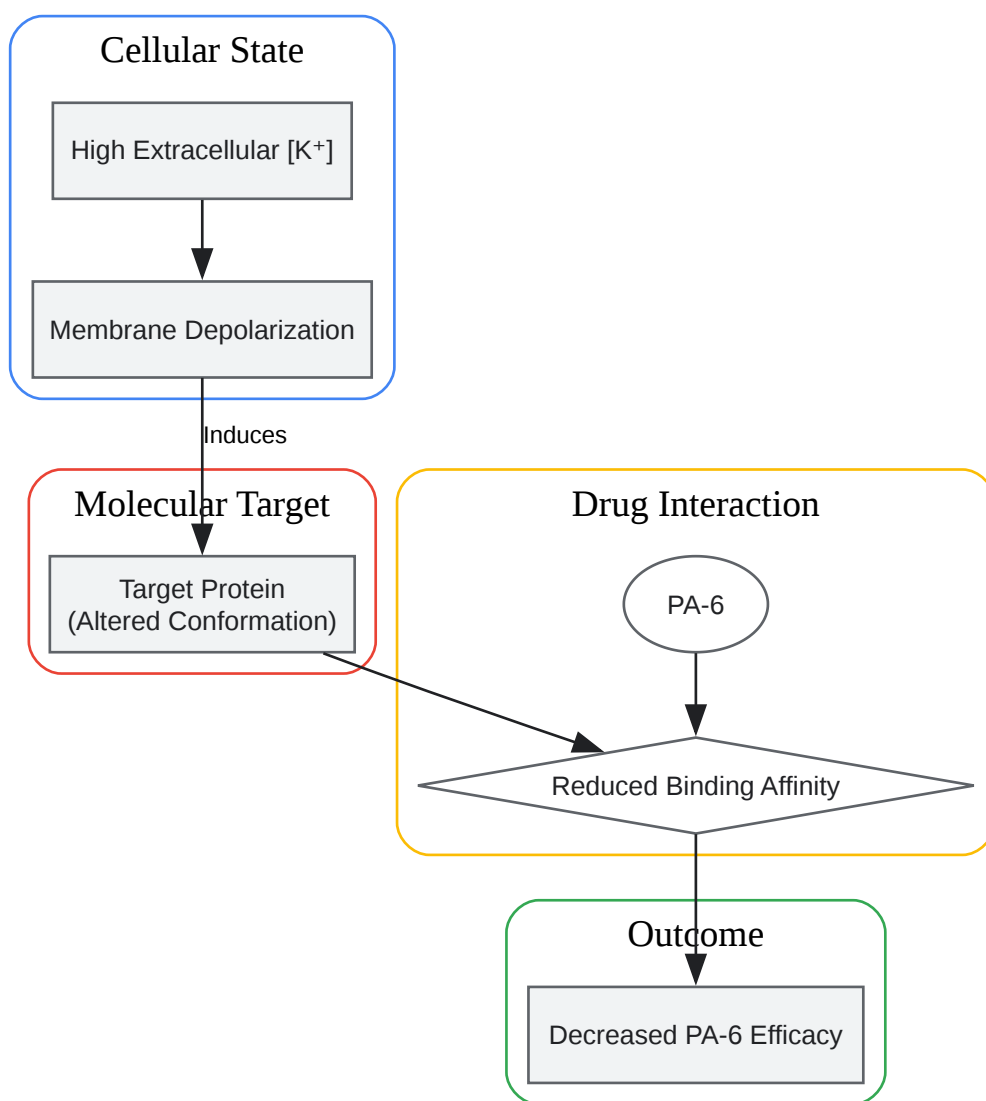 Cellular State
High Extracellular [K⁺]
Membrane Depolarization
Induces
Molecular Target
Target Protein
(Altered Conformation)
Drug Interaction
PA-6
Reduced Binding Affinity
Outcome
Decreased PA-6 Efficacy